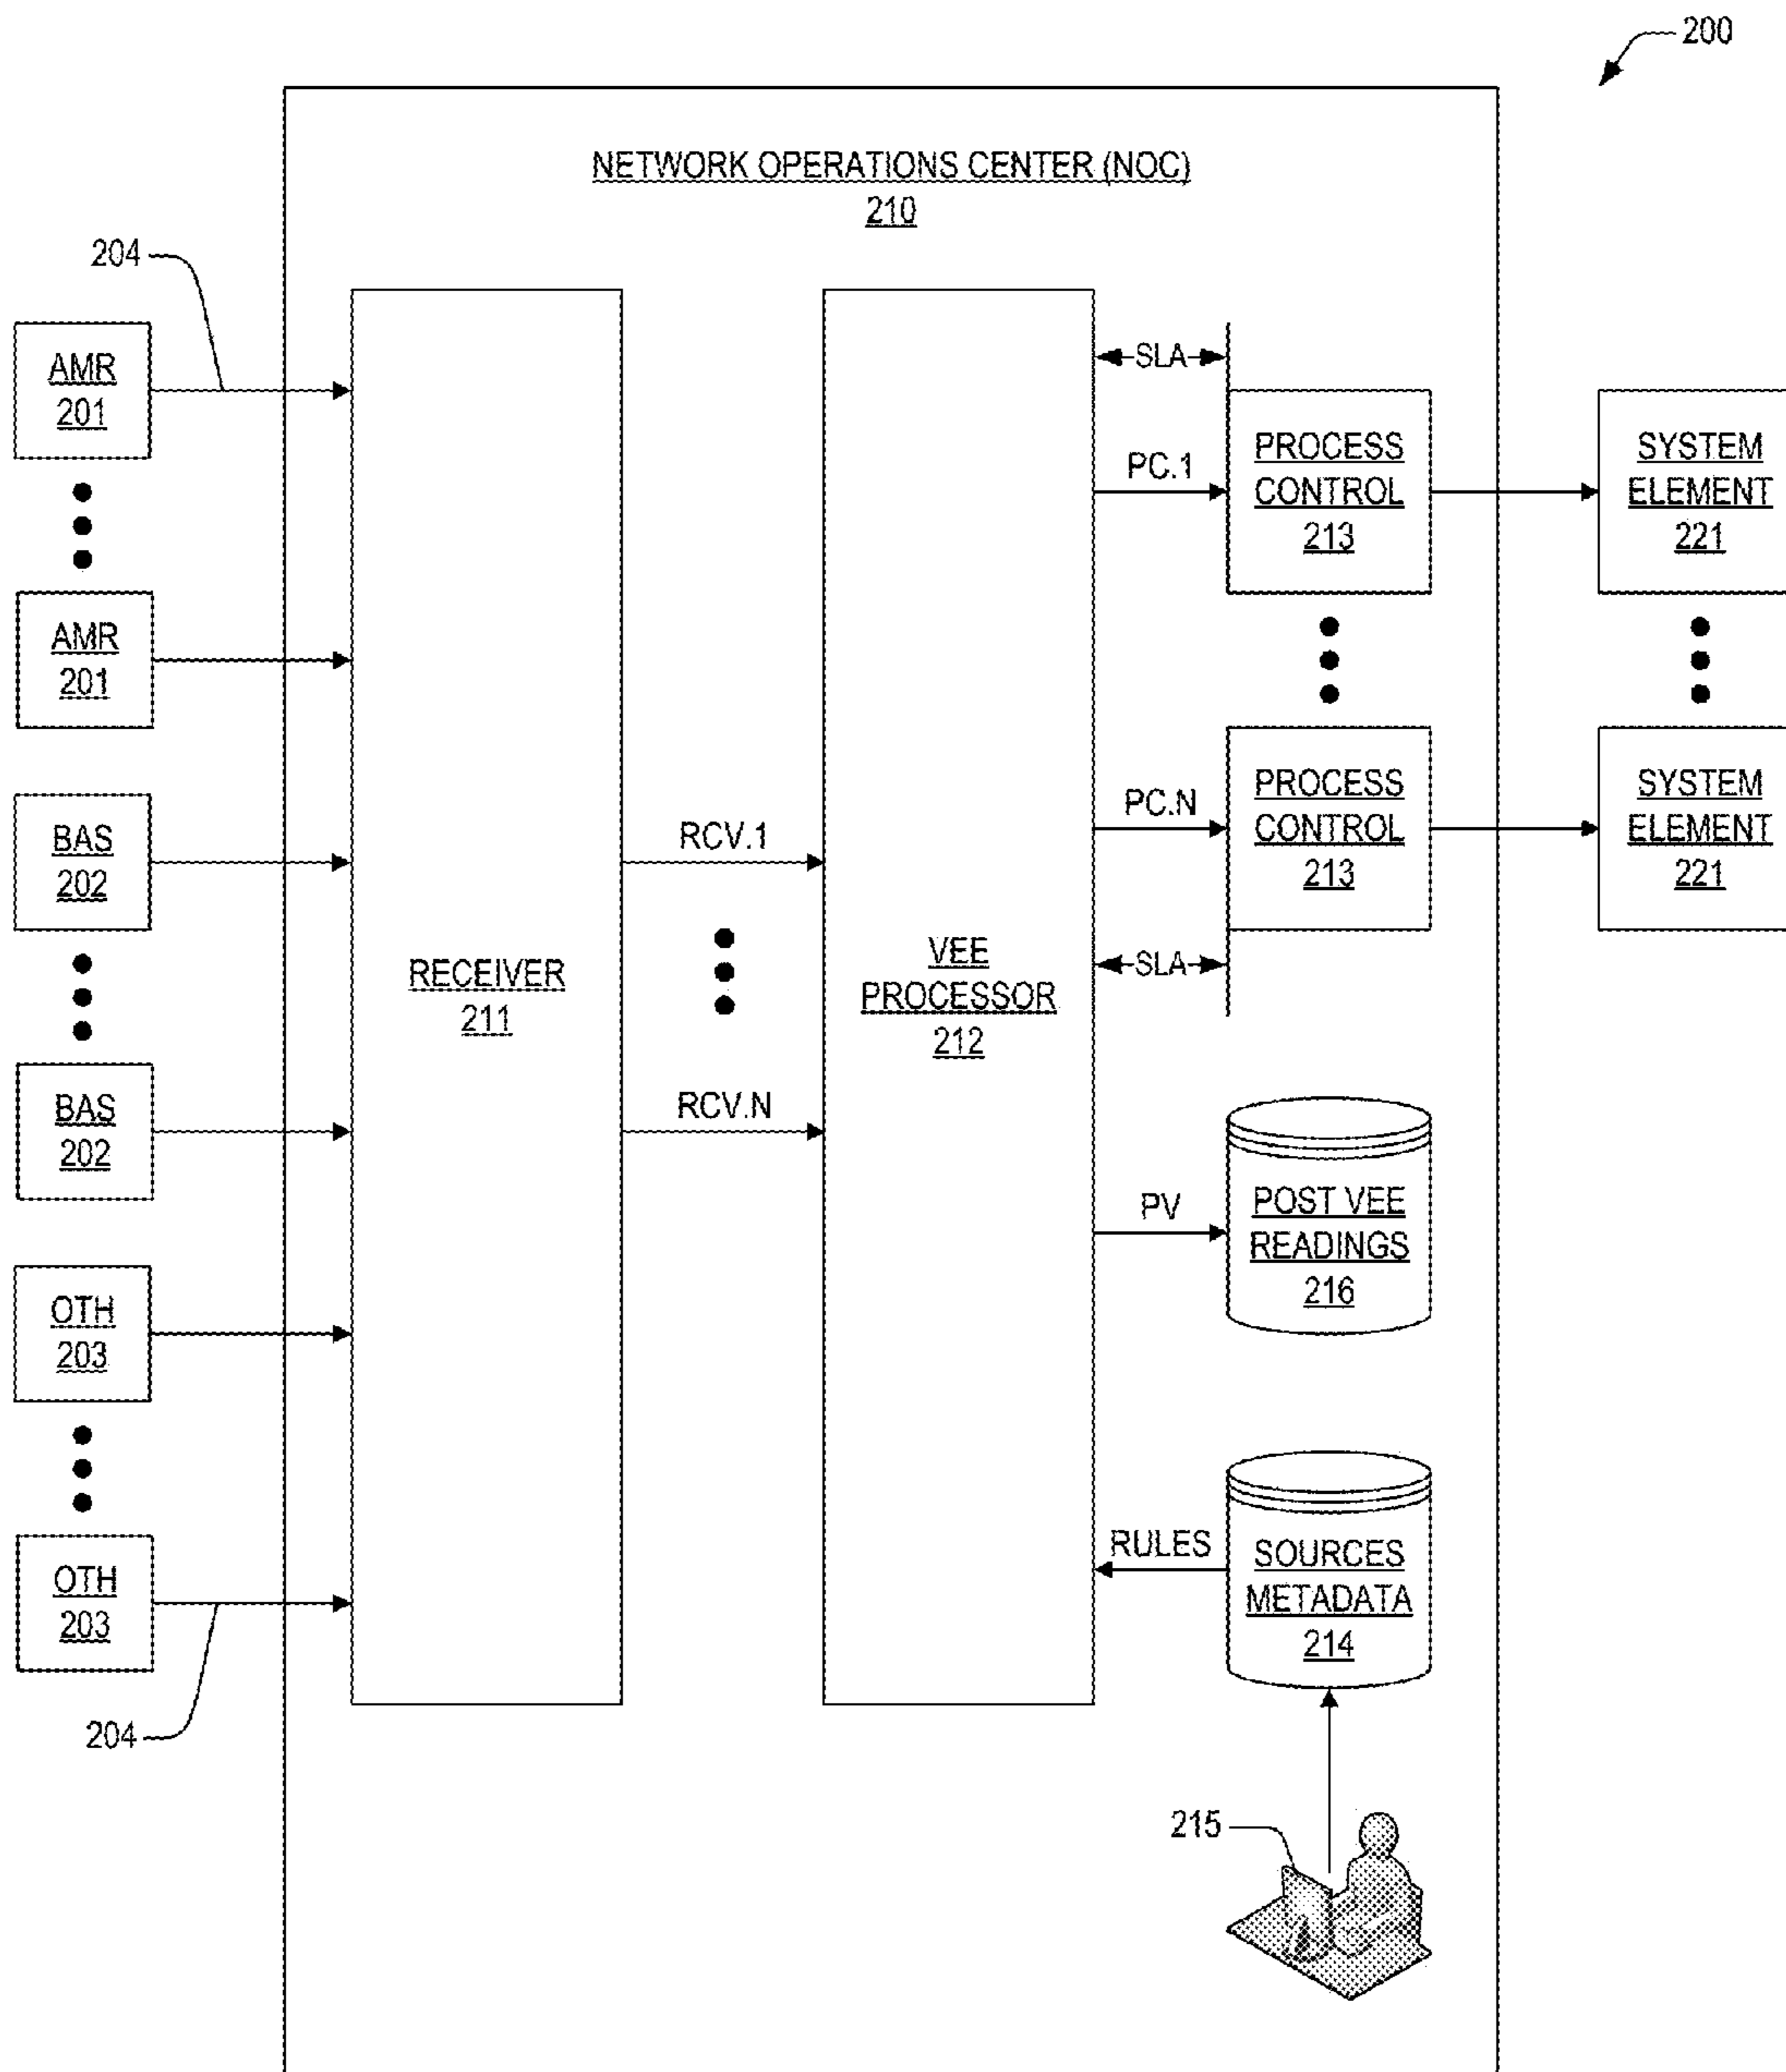 200
NETWORK OPERATIONS CENTER (NOC)
210
204
AMR
201
AMR
201
BAS
202
BAS
202
OTH
203
OTH
203
204
RECEIVER
211
RCV.1
RCV.N
VEE
PROCESSOR
212
SLA
PC.1
PROCESS
CONTROL
213
SYSTEM
ELEMENT
221
PC.N
PROCESS
CONTROL
213
SYSTEM
ELEMENT
221
SLA
PV
POST VEE
READINGS
216
RULES
SOURCES
METADATA
214
215